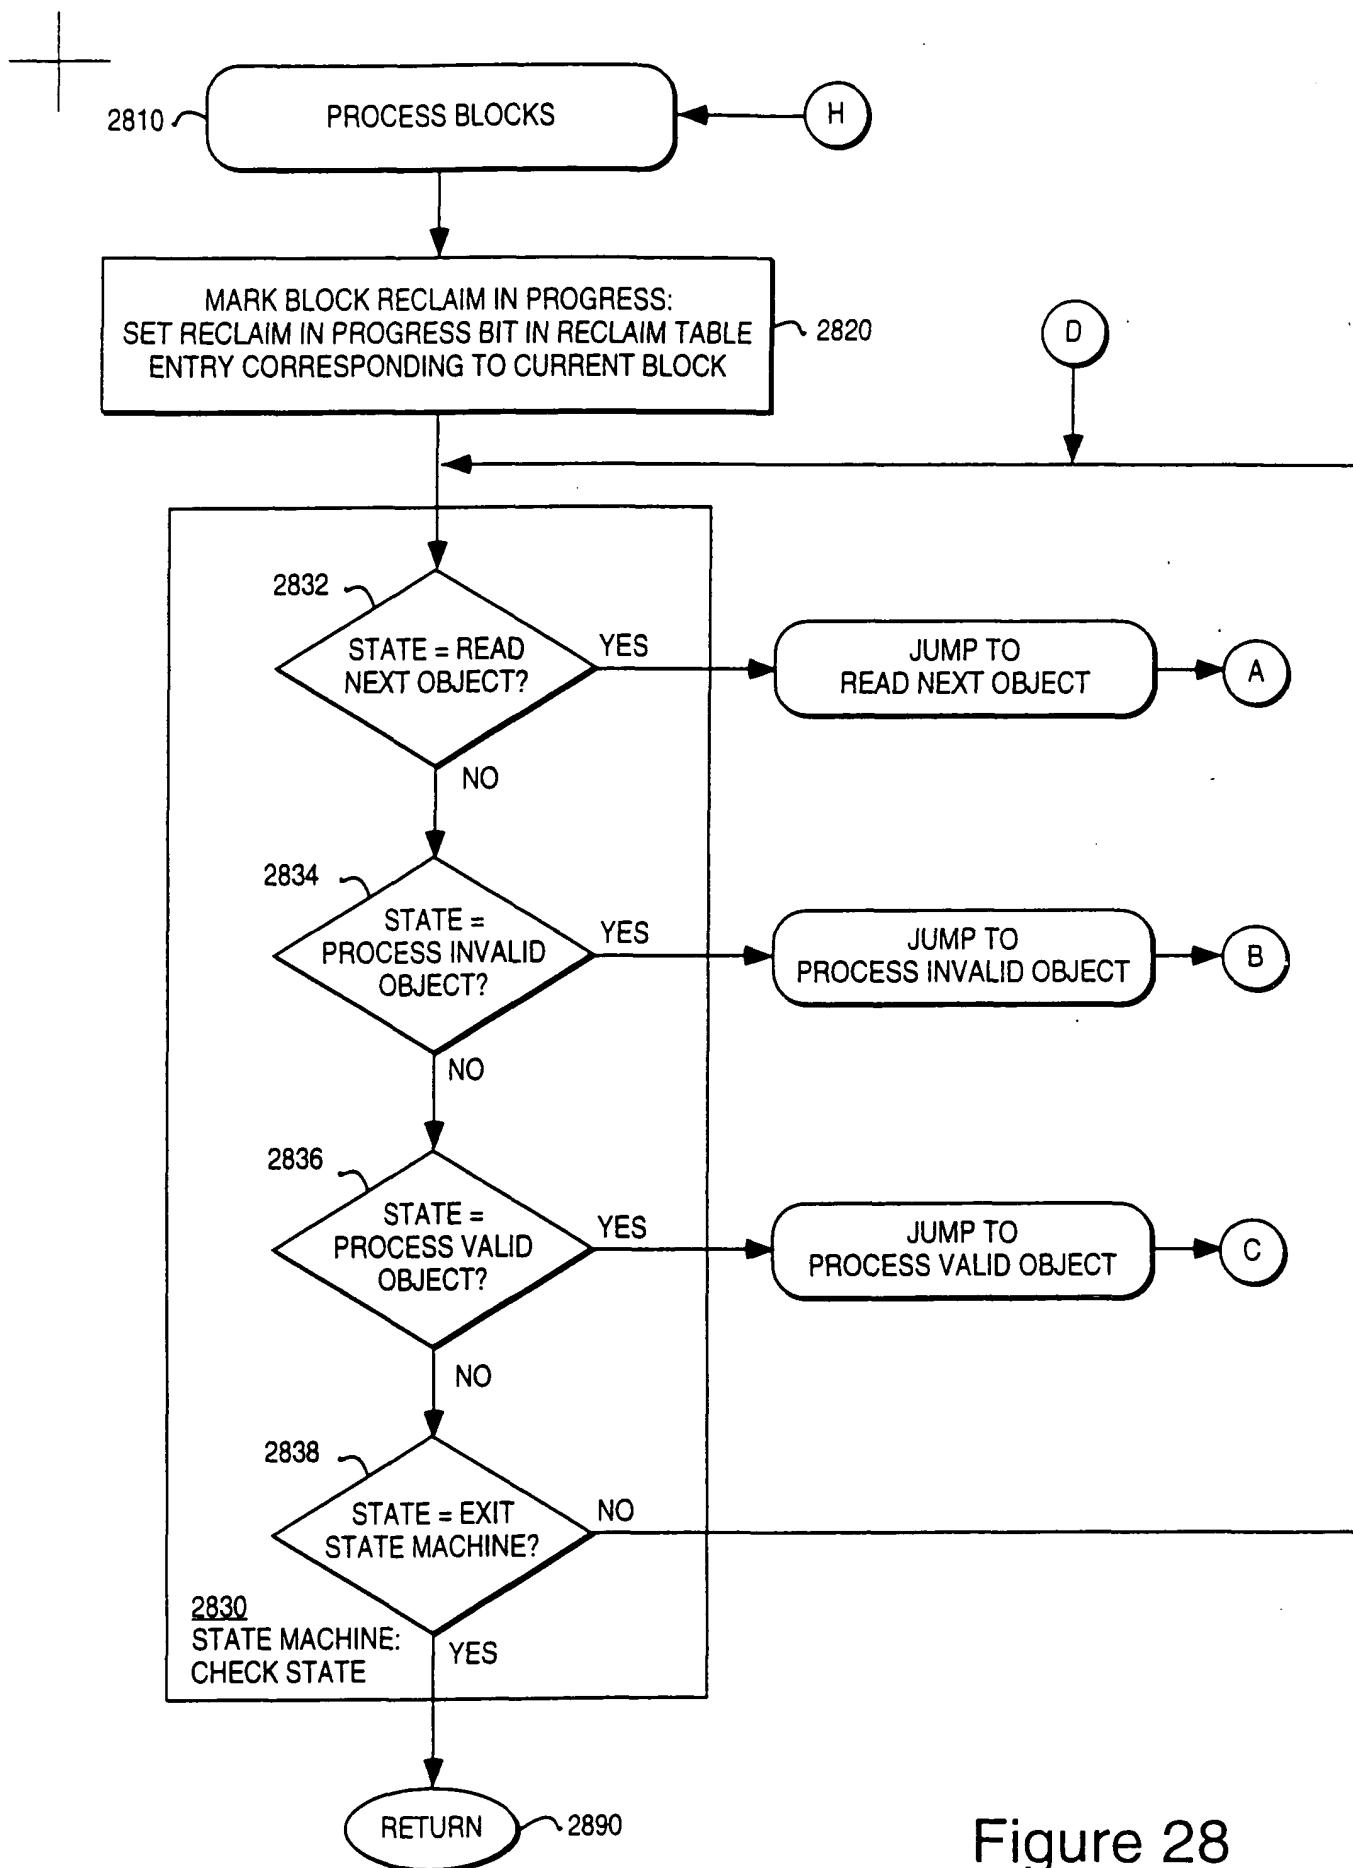 2810
PROCESS BLOCKS
H
MARK BLOCK RECLAIM IN PROGRESS:
SET RECLAIM IN PROGRESS BIT IN RECLAIM TABLE
ENTRY CORRESPONDING TO CURRENT BLOCK
2820
D
2832
STATE = READ
NEXT OBJECT?
YES
JUMP TO
READ NEXT OBJECT
A
NO
2834
STATE =
PROCESS INVALID
OBJECT?
YES
JUMP TO
PROCESS INVALID OBJECT
B
NO
2836
STATE =
PROCESS VALID
OBJECT?
YES
JUMP TO
PROCESS VALID OBJECT
C
NO
2838
STATE = EXIT
STATE MACHINE?
NO
2830
STATE MACHINE:
CHECK STATE
YES
RETURN
2890
Figure 28